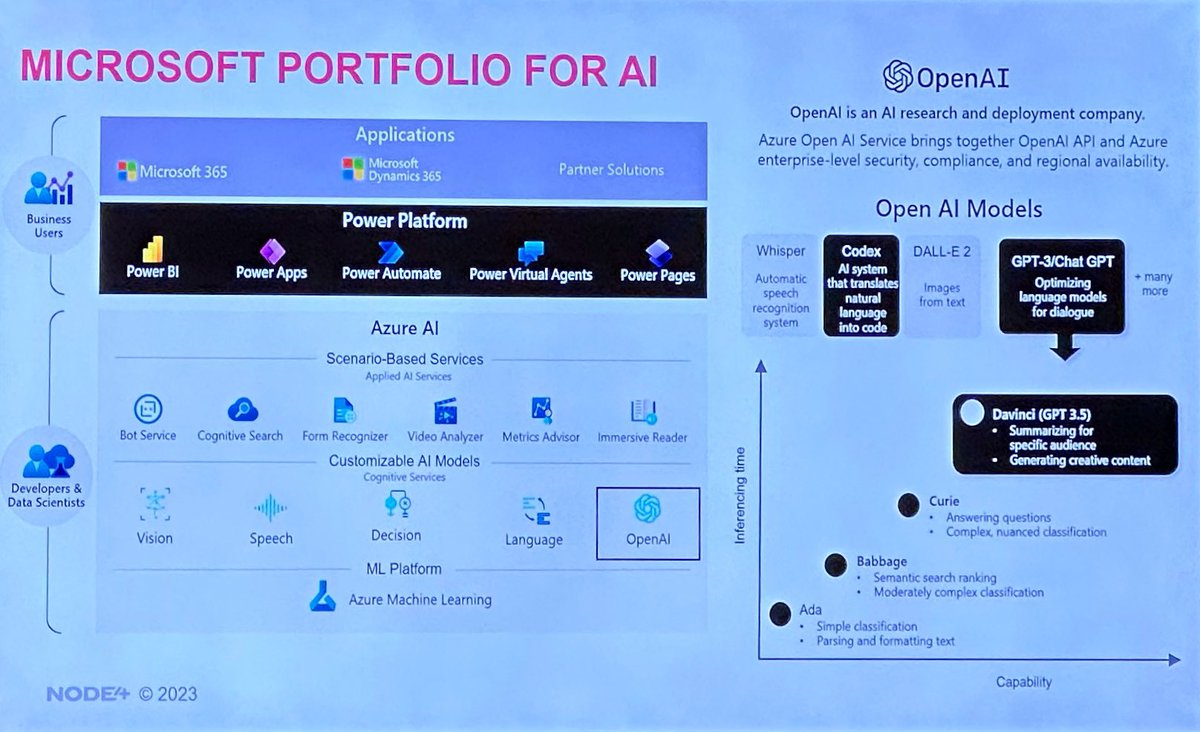 MICROSOFT PORTFOLIO FOR AI
Business
Users
Applications
Microsoft 365
Microsoft
Dynamics 365
Partner Solutions
Power Platform
Power BI
Power Apps
Power Automate
Power Virtual Agents
Power Pages
Developers &
Data Scientists
Azure AI
Scenario-Based Services
Applied AI Services
Bot Service
Cognitive Search
Form Recognizer
Video Analyzer
Metrics Advisor
Immersive Reader
Customizable AI Models
Cognitive Services
Vision
Speech
Decision
Language
OpenAI
ML Platform
Azure Machine Learning
NODE4 © 2023
OpenAI
OpenAI is an AI research and deployment company.
Azure Open AI Service brings together OpenAI API and Azure
enterprise-level security, compliance, and regional availability.
Open AI Models
Whisper
Automatic
speech
recognition
system
Codex
AI system
that translates
natural
language
into code
DALL-E 2
Images
from text
GPT-3/Chat GPT
Optimizing
language models
for dialogue
+ many
more
Inferencing time
Davinci (GPT 3.5)
• Summarizing for
specific audience
• Generating creative content
Curie
• Answering questions
• Complex, nuanced classification
Babbage
• Semantic search ranking
• Moderately complex classification
Ada
• Simple classification
• Parsing and formatting text
Capability